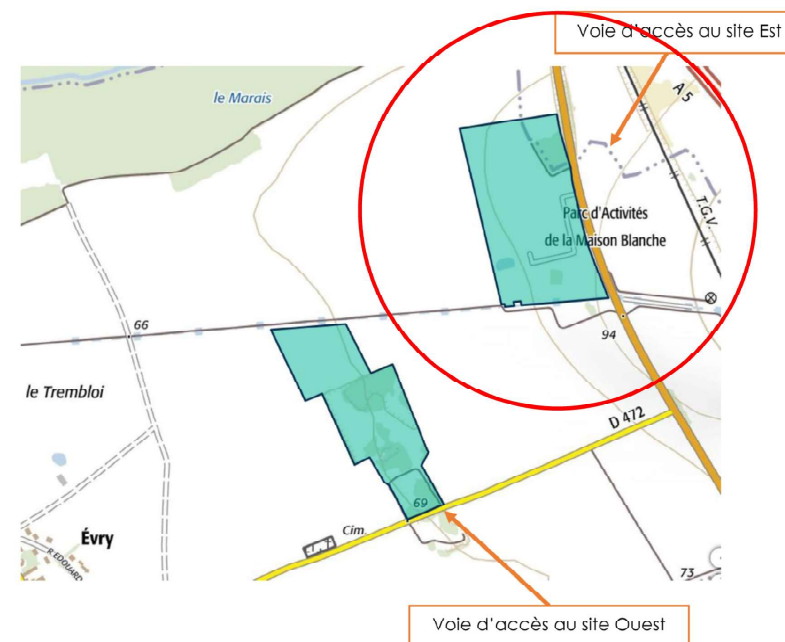 Voie d'accès au site Est
le Marais
A 5
T.G.V.
Parc d'Activités
de la Maison Blanche
66
94
le Trembloi
D 472
69
Cim.
Évry
R EDOUARD
73
Voie d'accès au site Ouest